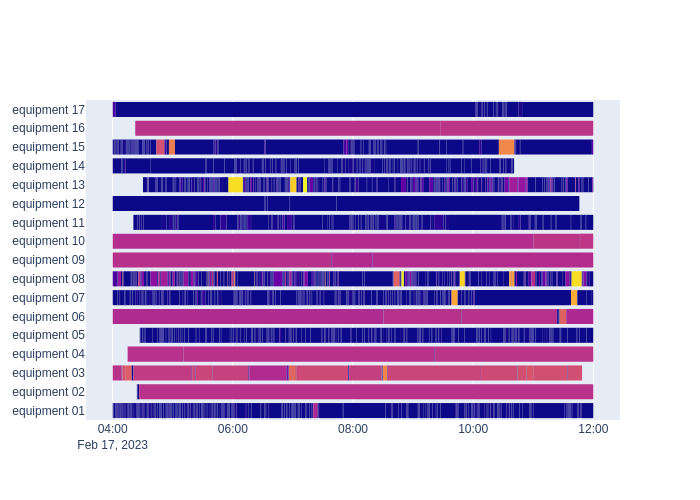 equipment 17
equipment 16
equipment 15
equipment 14
equipment 13
equipment 12
equipment 11
equipment 10
equipment 09
equipment 08
equipment 07
equipment 06
equipment 05
equipment 04
equipment 03
equipment 02
equipment 01
04:00 06:00 08:00 10:00 12:00
Feb 17, 2023